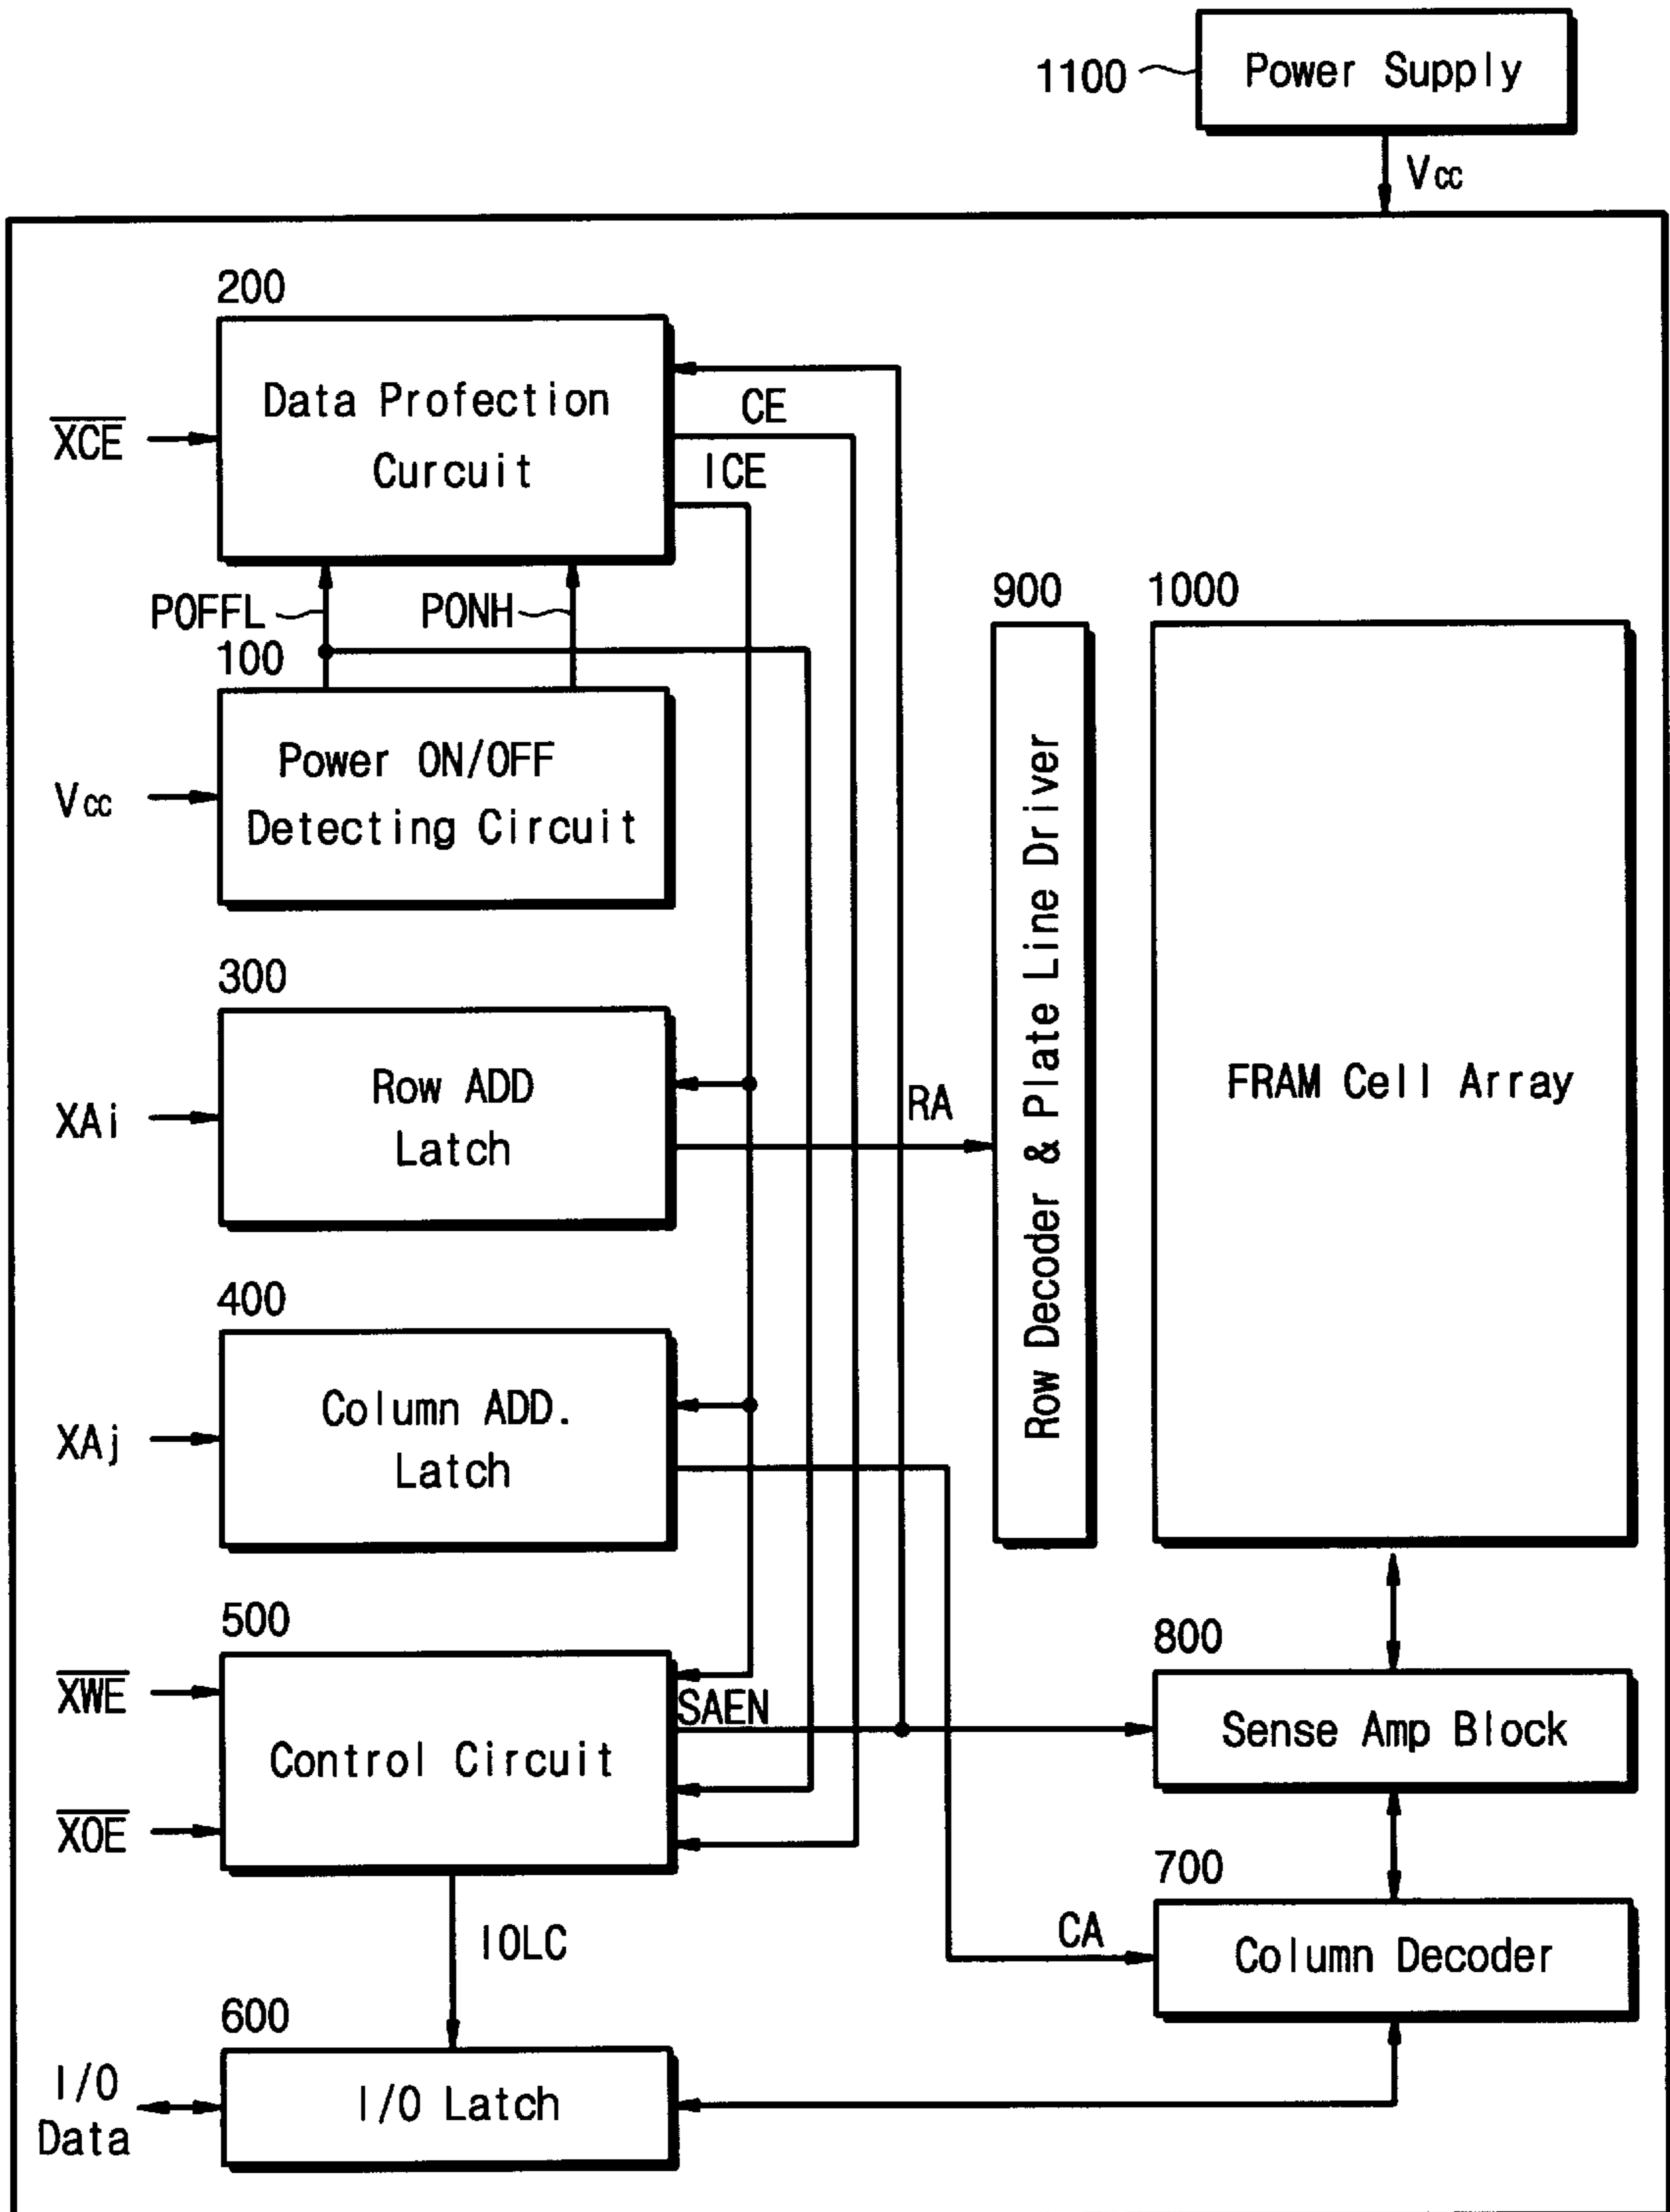 1100
Power Supply
Vcc
200
Data Profection
Curcuit
XCE
CE
ICE
POFFL
PONH
100
Power ON/OFF
Detecting Circuit
Vcc
900
Row Decoder & Plate Line Driver
1000
FRAM Cell Array
300
Row ADD
Latch
XAi
RA
400
Column ADD.
Latch
XAj
500
XWE
Control Circuit
XOE
SAEN
800
Sense Amp Block
700
Column Decoder
CA
IOLC
600
I/O Latch
I/O
Data